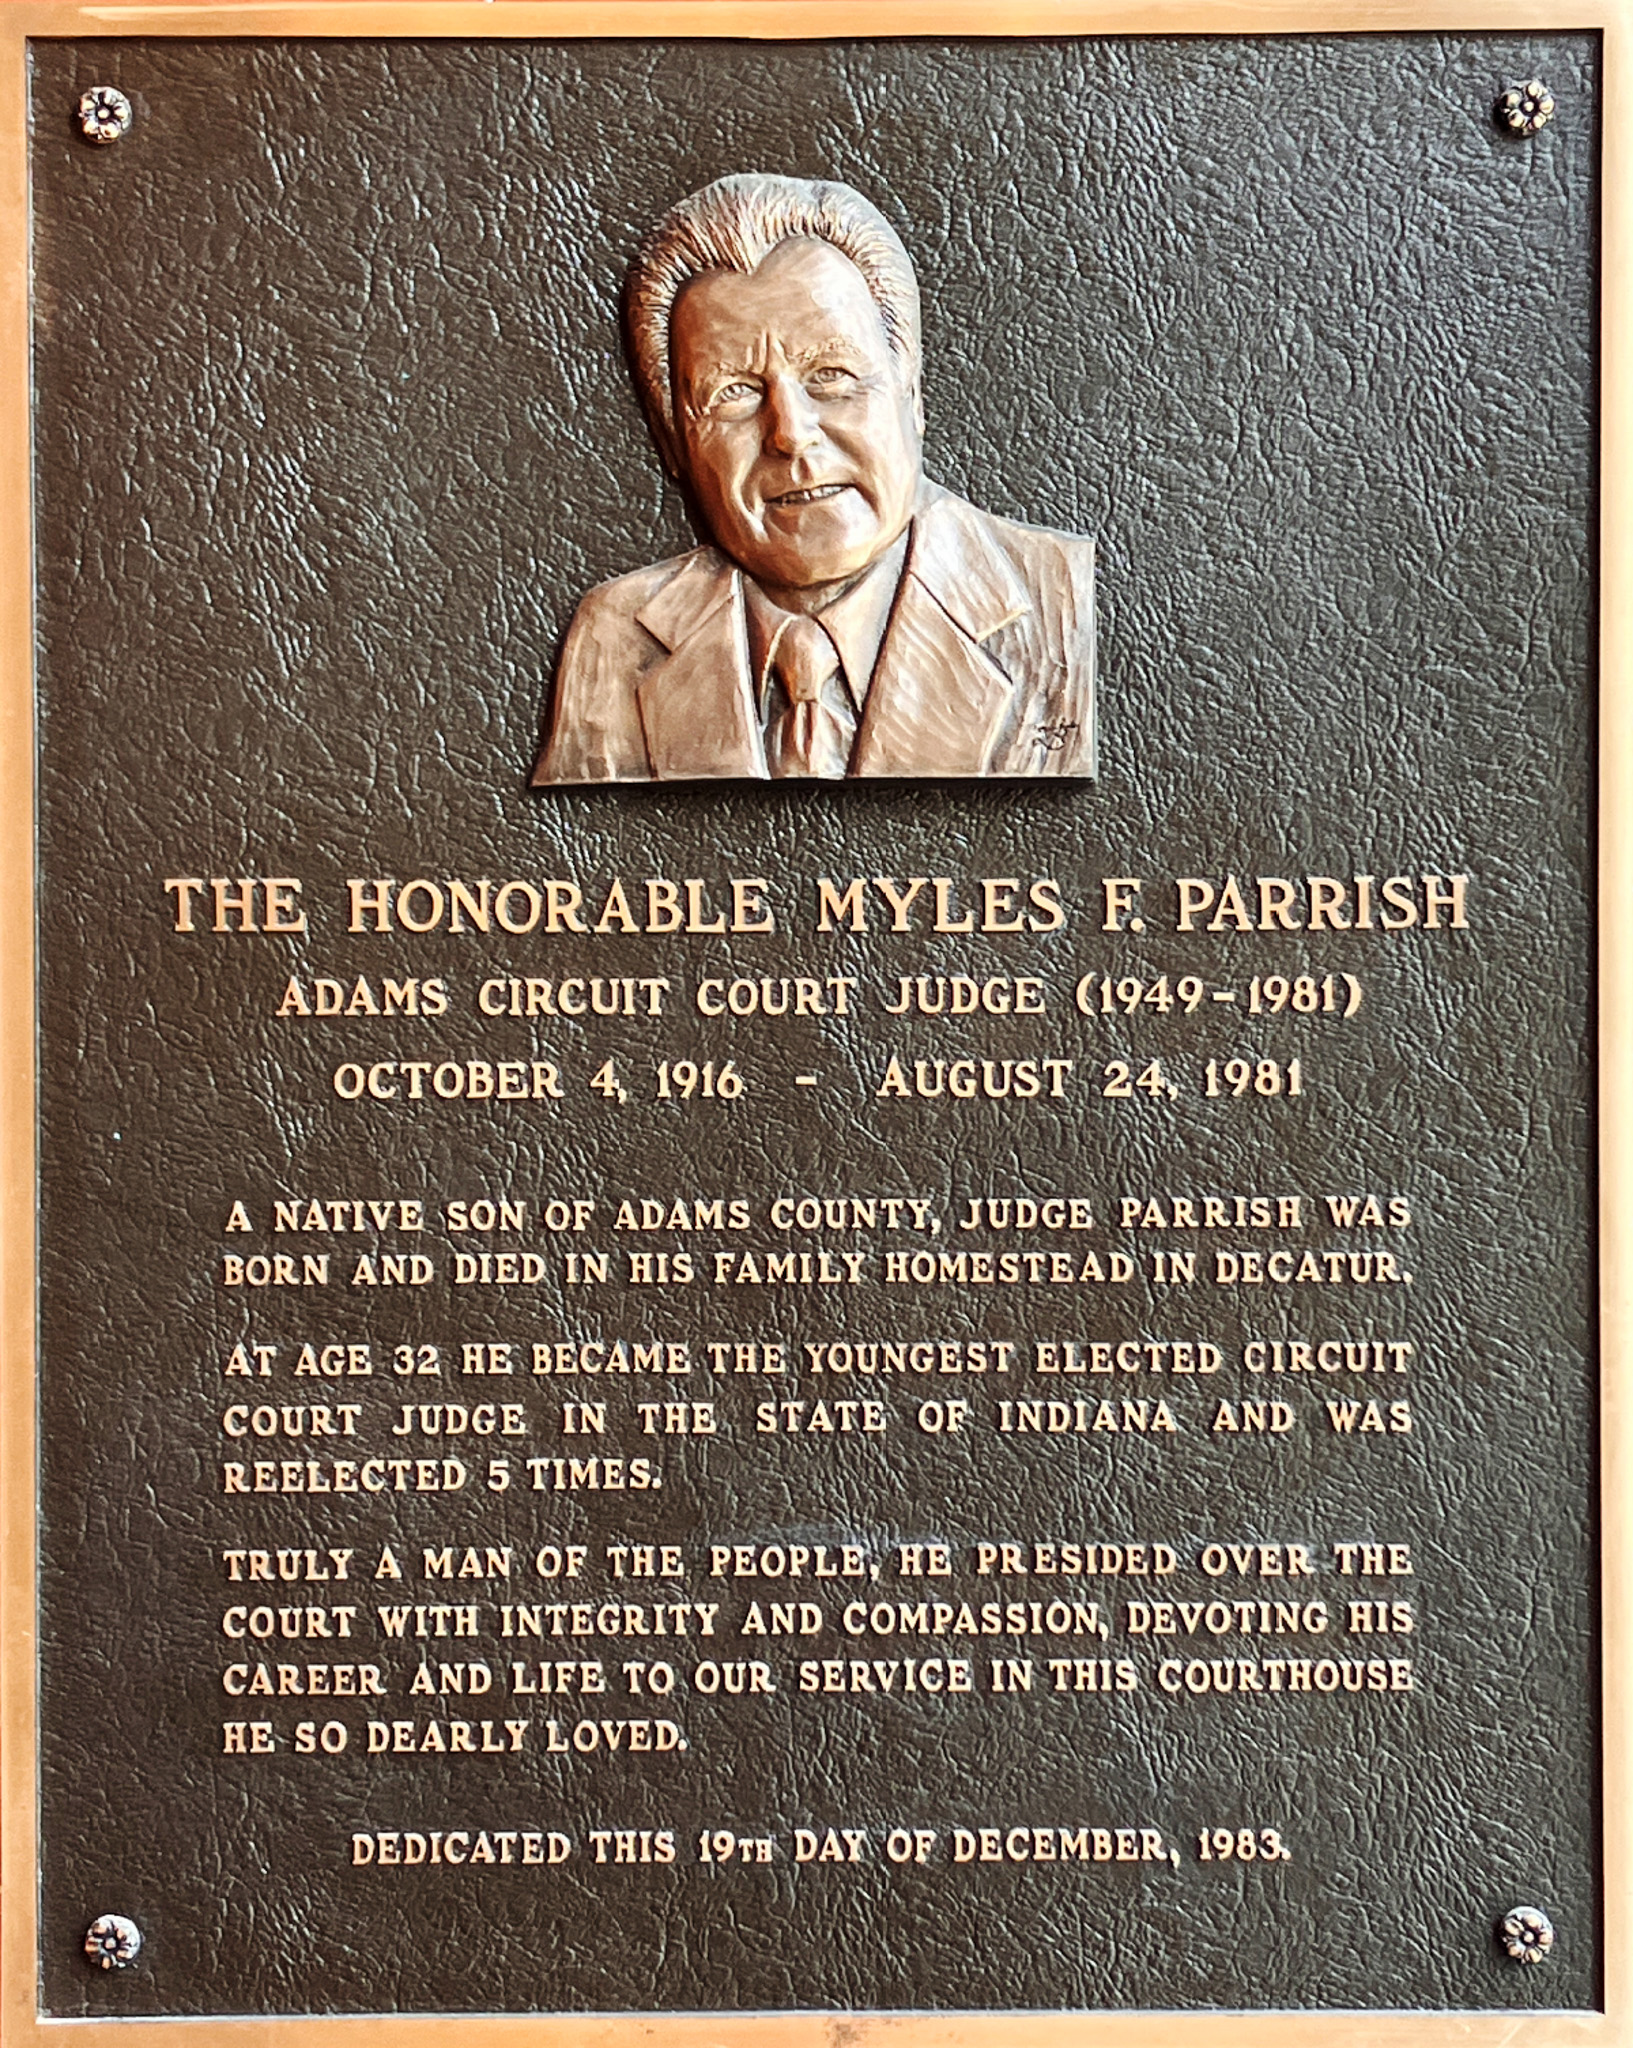 THE HONORABLE MYLES F. PARRISH
ADAMS CIRCUIT COURT JUDGE (1949-1981)
OCTOBER 4, 1916 - AUGUST 24, 1981
A NATIVE SON OF ADAMS COUNTY, JUDGE PARRISH WAS
BORN AND DIED IN HIS FAMILY HOMESTEAD IN DECATUR.
AT AGE 32 HE BECAME THE YOUNGEST ELECTED CIRCUIT
COURT JUDGE IN THE STATE OF INDIANA AND WAS
REELECTED 5 TIMES.
TRULY A MAN OF THE PEOPLE, HE PRESIDED OVER THE
COURT WITH INTEGRITY AND COMPASSION, DEVOTING HIS
CAREER AND LIFE TO OUR SERVICE IN THIS COURTHOUSE
HE SO DEARLY LOVED.
DEDICATED THIS 19TH DAY OF DECEMBER, 1983.